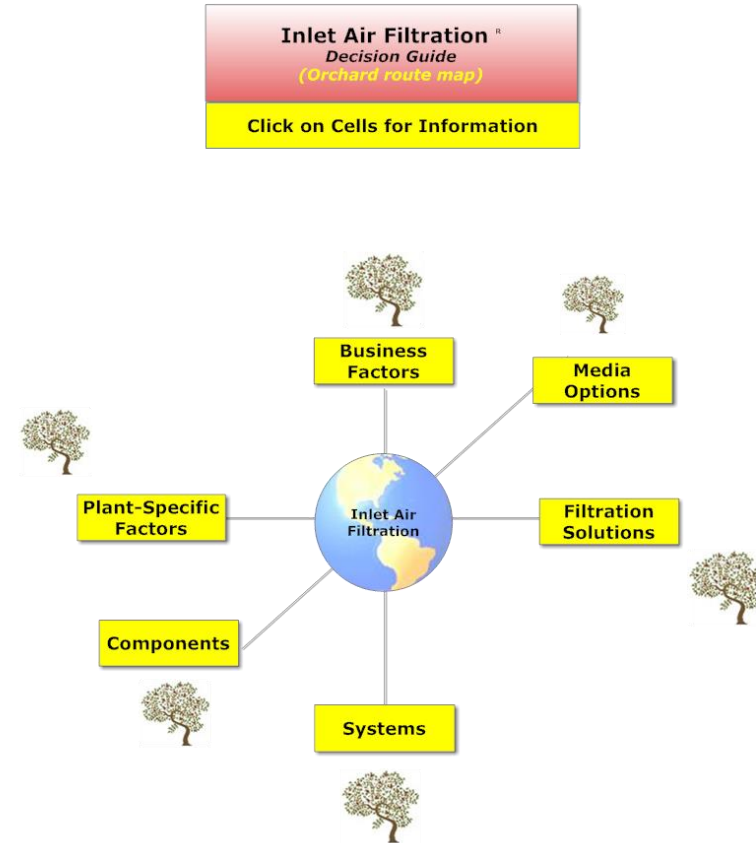 Inlet Air Filtration R
Decision Guide
(Orchard route map)
Click on Cells for Information
Business
Factors
Media
Options
Plant-Specific
Factors
Inlet Air
Filtration
Filtration
Solutions
Components
Systems